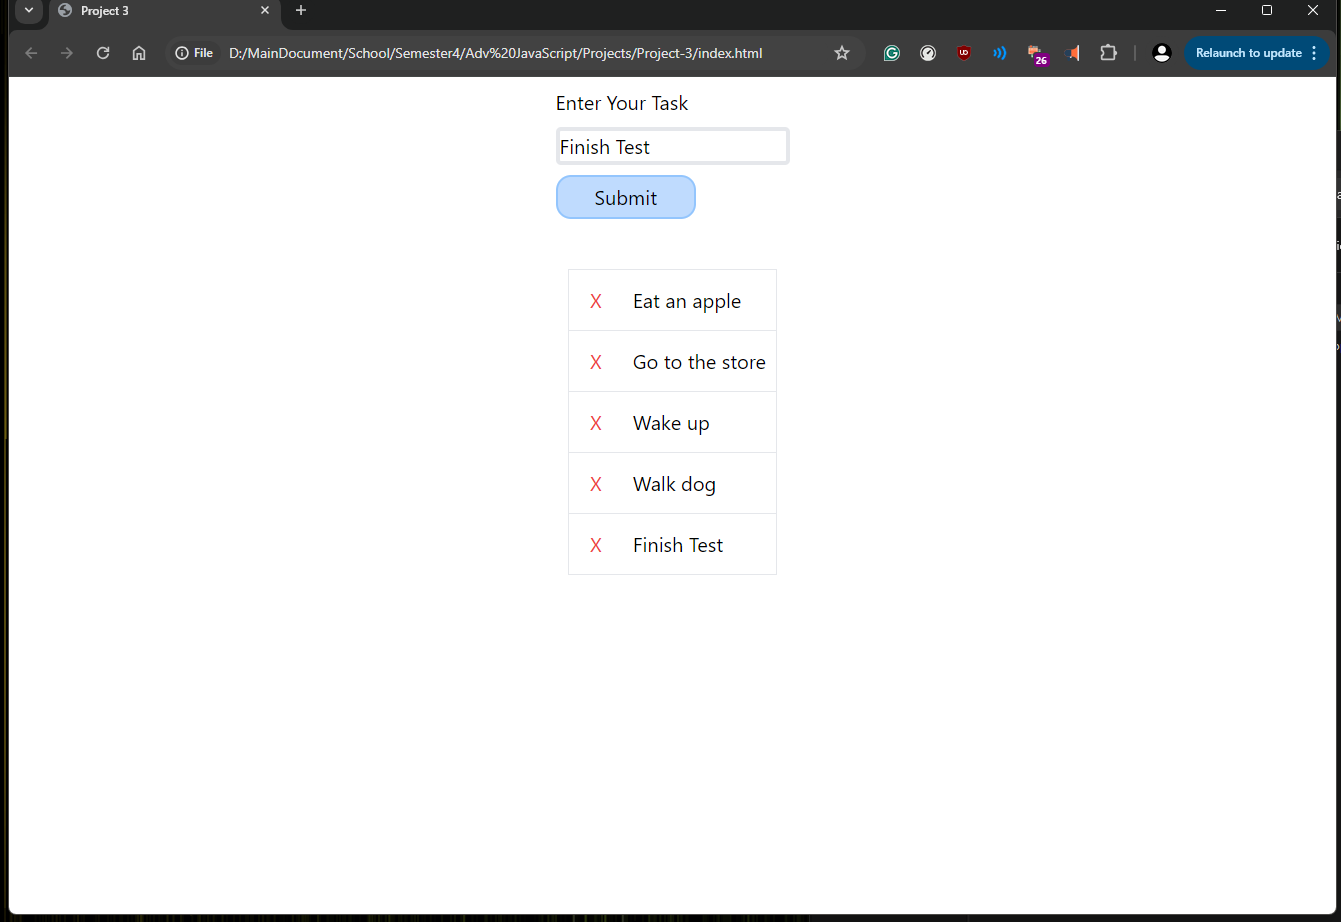 Project 3
File
D:/MainDocument/School/Semester4/Adv%20JavaScript/Projects/Project-3/index.html
26
Relaunch to update
Enter Your Task
Finish Test
Submit
X Eat an apple
X Go to the store
X Wake up
X Walk dog
X Finish Test